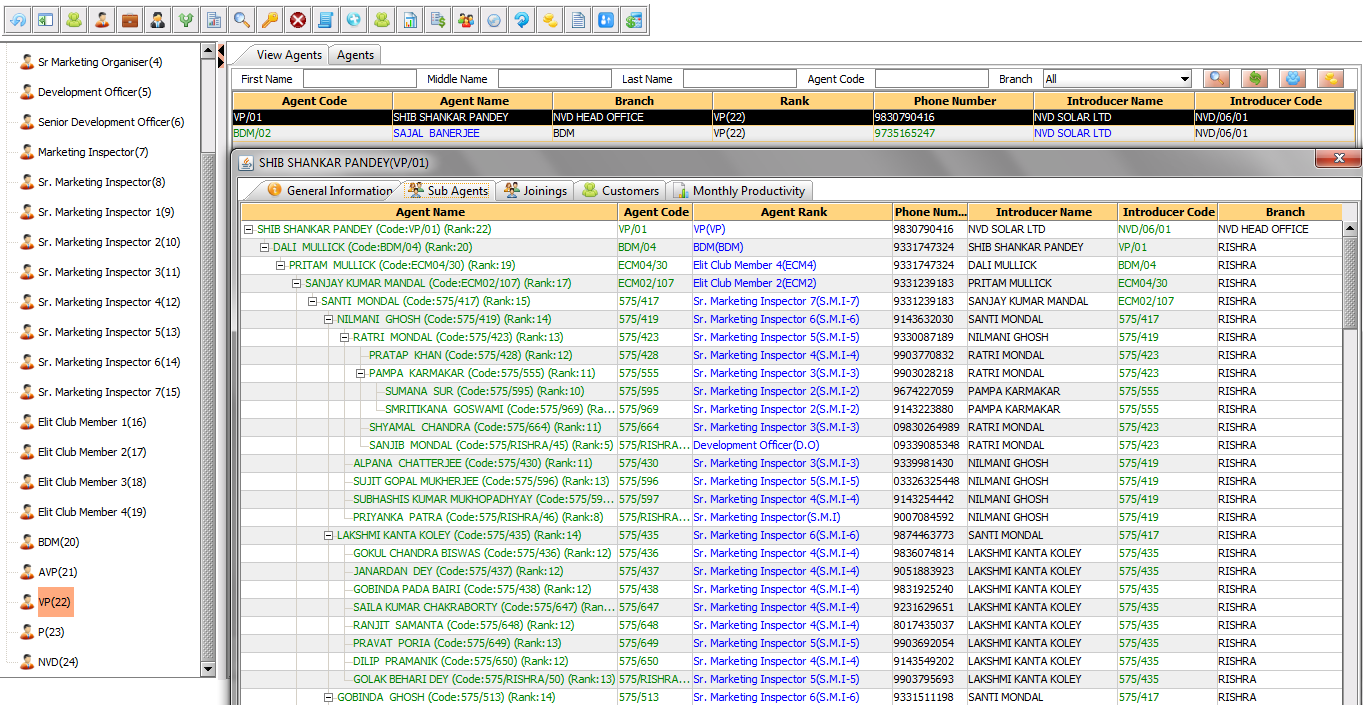 Sr Marketing Organiser(4)
Development Officer(5)
Senior Development Officer(6)
Marketing Inspector(7)
Sr. Marketing Inspector(8)
Sr. Marketing Inspector 1(9)
Sr. Marketing Inspector 2(10)
Sr. Marketing Inspector 3(11)
Sr. Marketing Inspector 4(12)
Sr. Marketing Inspector 5(13)
Sr. Marketing Inspector 6(14)
Sr. Marketing Inspector 7(15)
Elit Club Member 1(16)
Elit Club Member 2(17)
Elit Club Member 3(18)
Elit Club Member 4(19)
BDM(20)
AVP(21)
VP(22)
P(23)
NVD(24)
View Agents Agents
First Name Middle Name Last Name Agent Code Branch All
Agent Code Agent Name Branch Rank Phone Number Introducer Name Introducer Code
VP/01 SHIB SHANKAR PANDEY NVD HEAD OFFICE VP(22) 9830790416 NVD SOLAR LTD NVD/06/01
BDM/02 SAJAL BANERJEE BDM VP(22) 9735165247 NVD SOLAR LTD NVD/06/01
SHIB SHANKAR PANDEY(VP/01)
General Information Sub Agents Joinings Customers Monthly Productivity
Agent Name Agent Code Agent Rank Phone Num... Introducer Name Introducer Code Branch
SHIB SHANKAR PANDEY (Code:VP/01) (Rank:22) VP/01 VP(VP) 9830790416 NVD SOLAR LTD NVD/06/01 NVD HEAD OFFICE
DALI MULLICK (Code:BDM/04) (Rank:20) BDM/04 BDM(BDM) 9331747324 SHIB SHANKAR PANDEY VP/01 RISHRA
PRITAM MULLICK (Code:ECM04/30) (Rank:19) ECM04/30 Elit Club Member 4(ECM4) 9331747324 DALI MULLICK BDM/04 RISHRA
SANJAY KUMAR MANDAL (Code:ECM02/107) (Rank:17) ECM02/107 Elit Club Member 2(ECM2) 9331239183 PRITAM MULLICK ECM04/30 RISHRA
SANTI MONDAL (Code:575/417) (Rank:15) 575/417 Sr. Marketing Inspector 7(S.M.I-7) 9331239183 SANJAY KUMAR MANDAL ECM02/107 RISHRA
NILMANI GHOSH (Code:575/419) (Rank:14) 575/419 Sr. Marketing Inspector 6(S.M.I-6) 9143632030 SANTI MONDAL 575/417 RISHRA
RATRI MONDAL (Code:575/423) (Rank:13) 575/423 Sr. Marketing Inspector 5(S.M.I-5) 9330087189 NILMANI GHOSH 575/419 RISHRA
PRATAP KHAN (Code:575/428) (Rank:12) 575/428 Sr. Marketing Inspector 4(S.M.I-4) 9903770832 RATRI MONDAL 575/423 RISHRA
PAMPA KARMAKAR (Code:575/555) (Rank:11) 575/555 Sr. Marketing Inspector 3(S.M.I-3) 9903028218 RATRI MONDAL 575/423 RISHRA
SUMANA SUR (Code:575/595) (Rank:10) 575/595 Sr. Marketing Inspector 2(S.M.I-2) 9674227059 PAMPA KARMAKAR 575/555 RISHRA
SMRITIKANA GOSWAMI (Code:575/969) (Ra... 575/969 Sr. Marketing Inspector 2(S.M.I-2) 9143223880 PAMPA KARMAKAR 575/555 RISHRA
SHYAMAL CHANDRA (Code:575/664) (Rank:11) 575/664 Sr. Marketing Inspector 3(S.M.I-3) 09830264989 RATRI MONDAL 575/423 RISHRA
SANJIB MONDAL (Code:575/RISHRA/45) (Rank:5) 575/RISHRA... Development Officer(D.O) 09339085348 RATRI MONDAL 575/423 RISHRA
ALPANA CHATTERJEE (Code:575/430) (Rank:11) 575/430 Sr. Marketing Inspector 3(S.M.I-3) 9339981430 NILMANI GHOSH 575/419 RISHRA
SUJIT GOPAL MUKHERJEE (Code:575/596) (Rank:13) 575/596 Sr. Marketing Inspector 5(S.M.I-5) 03326325448 NILMANI GHOSH 575/419 RISHRA
SUBHASHIS KUMAR MUKHOPADHYAY (Code:575/59... 575/597 Sr. Marketing Inspector 4(S.M.I-4) 9143254442 NILMANI GHOSH 575/419 RISHRA
PRIYANKA PATRA (Code:575/RISHRA/46) (Rank:8) 575/RISHRA... Sr. Marketing Inspector(S.M.I) 9007084592 NILMANI GHOSH 575/419 RISHRA
LAKSHMI KANTA KOLEY (Code:575/435) (Rank:14) 575/435 Sr. Marketing Inspector 6(S.M.I-6) 9874463773 SANTI MONDAL 575/417 RISHRA
GOKUL CHANDRA BISWAS (Code:575/436) (Rank:12) 575/436 Sr. Marketing Inspector 4(S.M.I-4) 9836074814 LAKSHMI KANTA KOLEY 575/435 RISHRA
JANARDAN DEY (Code:575/437) (Rank:12) 575/437 Sr. Marketing Inspector 4(S.M.I-4) 9051883923 LAKSHMI KANTA KOLEY 575/435 RISHRA
GOBINDA PADA BAIRI (Code:575/438) (Rank:12) 575/438 Sr. Marketing Inspector 4(S.M.I-4) 9831925240 LAKSHMI KANTA KOLEY 575/435 RISHRA
SAILA KUMAR CHAKRABORTY (Code:575/647) (Ran... 575/647 Sr. Marketing Inspector 4(S.M.I-4) 9231629651 LAKSHMI KANTA KOLEY 575/435 RISHRA
RANJIT SAMANTA (Code:575/648) (Rank:12) 575/648 Sr. Marketing Inspector 4(S.M.I-4) 8017435037 LAKSHMI KANTA KOLEY 575/435 RISHRA
PRAVAT PORIA (Code:575/649) (Rank:13) 575/649 Sr. Marketing Inspector 5(S.M.I-5) 9903692054 LAKSHMI KANTA KOLEY 575/435 RISHRA
DILIP PRAMANIK (Code:575/650) (Rank:12) 575/650 Sr. Marketing Inspector 4(S.M.I-4) 9143549202 LAKSHMI KANTA KOLEY 575/435 RISHRA
GOLAK BEHARI DEY (Code:575/RISHRA/50) (Rank:13) 575/RISHRA... Sr. Marketing Inspector 5(S.M.I-5) 9903795693 LAKSHMI KANTA KOLEY 575/435 RISHRA
GOBINDA GHOSH (Code:575/513) (Rank:14) 575/513 Sr. Marketing Inspector 6(S.M.I-6) 9331511198 SANTI MONDAL 575/417 RISHRA